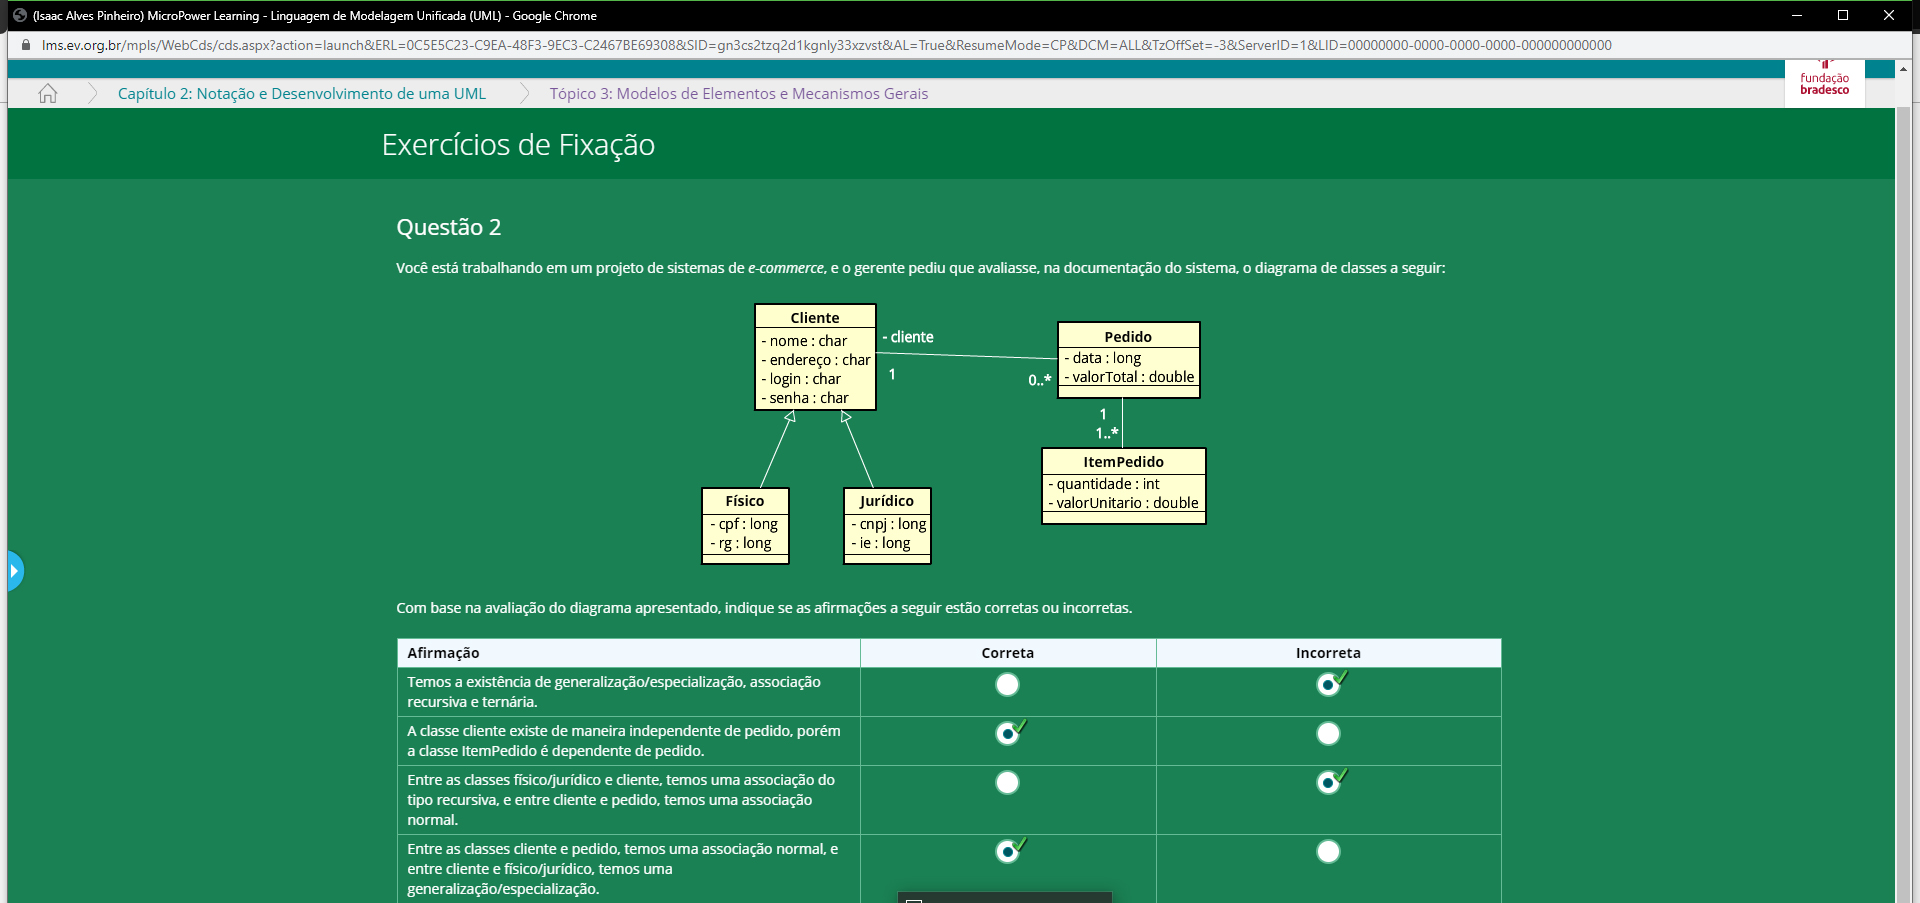 (Isaac Alves Pinheiro) MicroPower Learning - Linguagem de Modelagem Unificada (UML) - Google Chrome
lms.ev.org.br/mpls/WebCds/cds.aspx?action=launch&ERL=0C5E5C23-C9EA-48F3-9EC3-C2467BE69308&SID=gn3cs2tzq2d1kgnly33xzvst&AL=True&ResumeMode=CP&DCM=ALL&TzOffSet=-3&ServerID=1&LID=00000000-0000-0000-0000-000000000000
fundação
bradesco
Capítulo 2: Notação e Desenvolvimento de uma UML
Tópico 3: Modelos de Elementos e Mecanismos Gerais
Exercícios de Fixação
Questão 2
Você está trabalhando em um projeto de sistemas de e-commerce, e o gerente pediu que avaliasse, na documentação do sistema, o diagrama de classes a seguir:
Cliente
- nome : char
- endereço : char
- login : char
- senha : char
- cliente
1
0..*
Pedido
- data : long
- valorTotal : double
1
1..*
ItemPedido
- quantidade : int
- valorUnitario : double
Físico
- cpf : long
- rg : long
Jurídico
- cnpj : long
- ie : long
Com base na avaliação do diagrama apresentado, indique se as afirmações a seguir estão corretas ou incorretas.
Afirmação
Correta
Incorreta
Temos a existência de generalização/especialização, associação
recursiva e ternária.
A classe cliente existe de maneira independente de pedido, porém
a classe ItemPedido é dependente de pedido.
Entre as classes físico/jurídico e cliente, temos uma associação do
tipo recursiva, e entre cliente e pedido, temos uma associação
normal.
Entre as classes cliente e pedido, temos uma associação normal, e
entre cliente e físico/jurídico, temos uma
generalização/especialização.